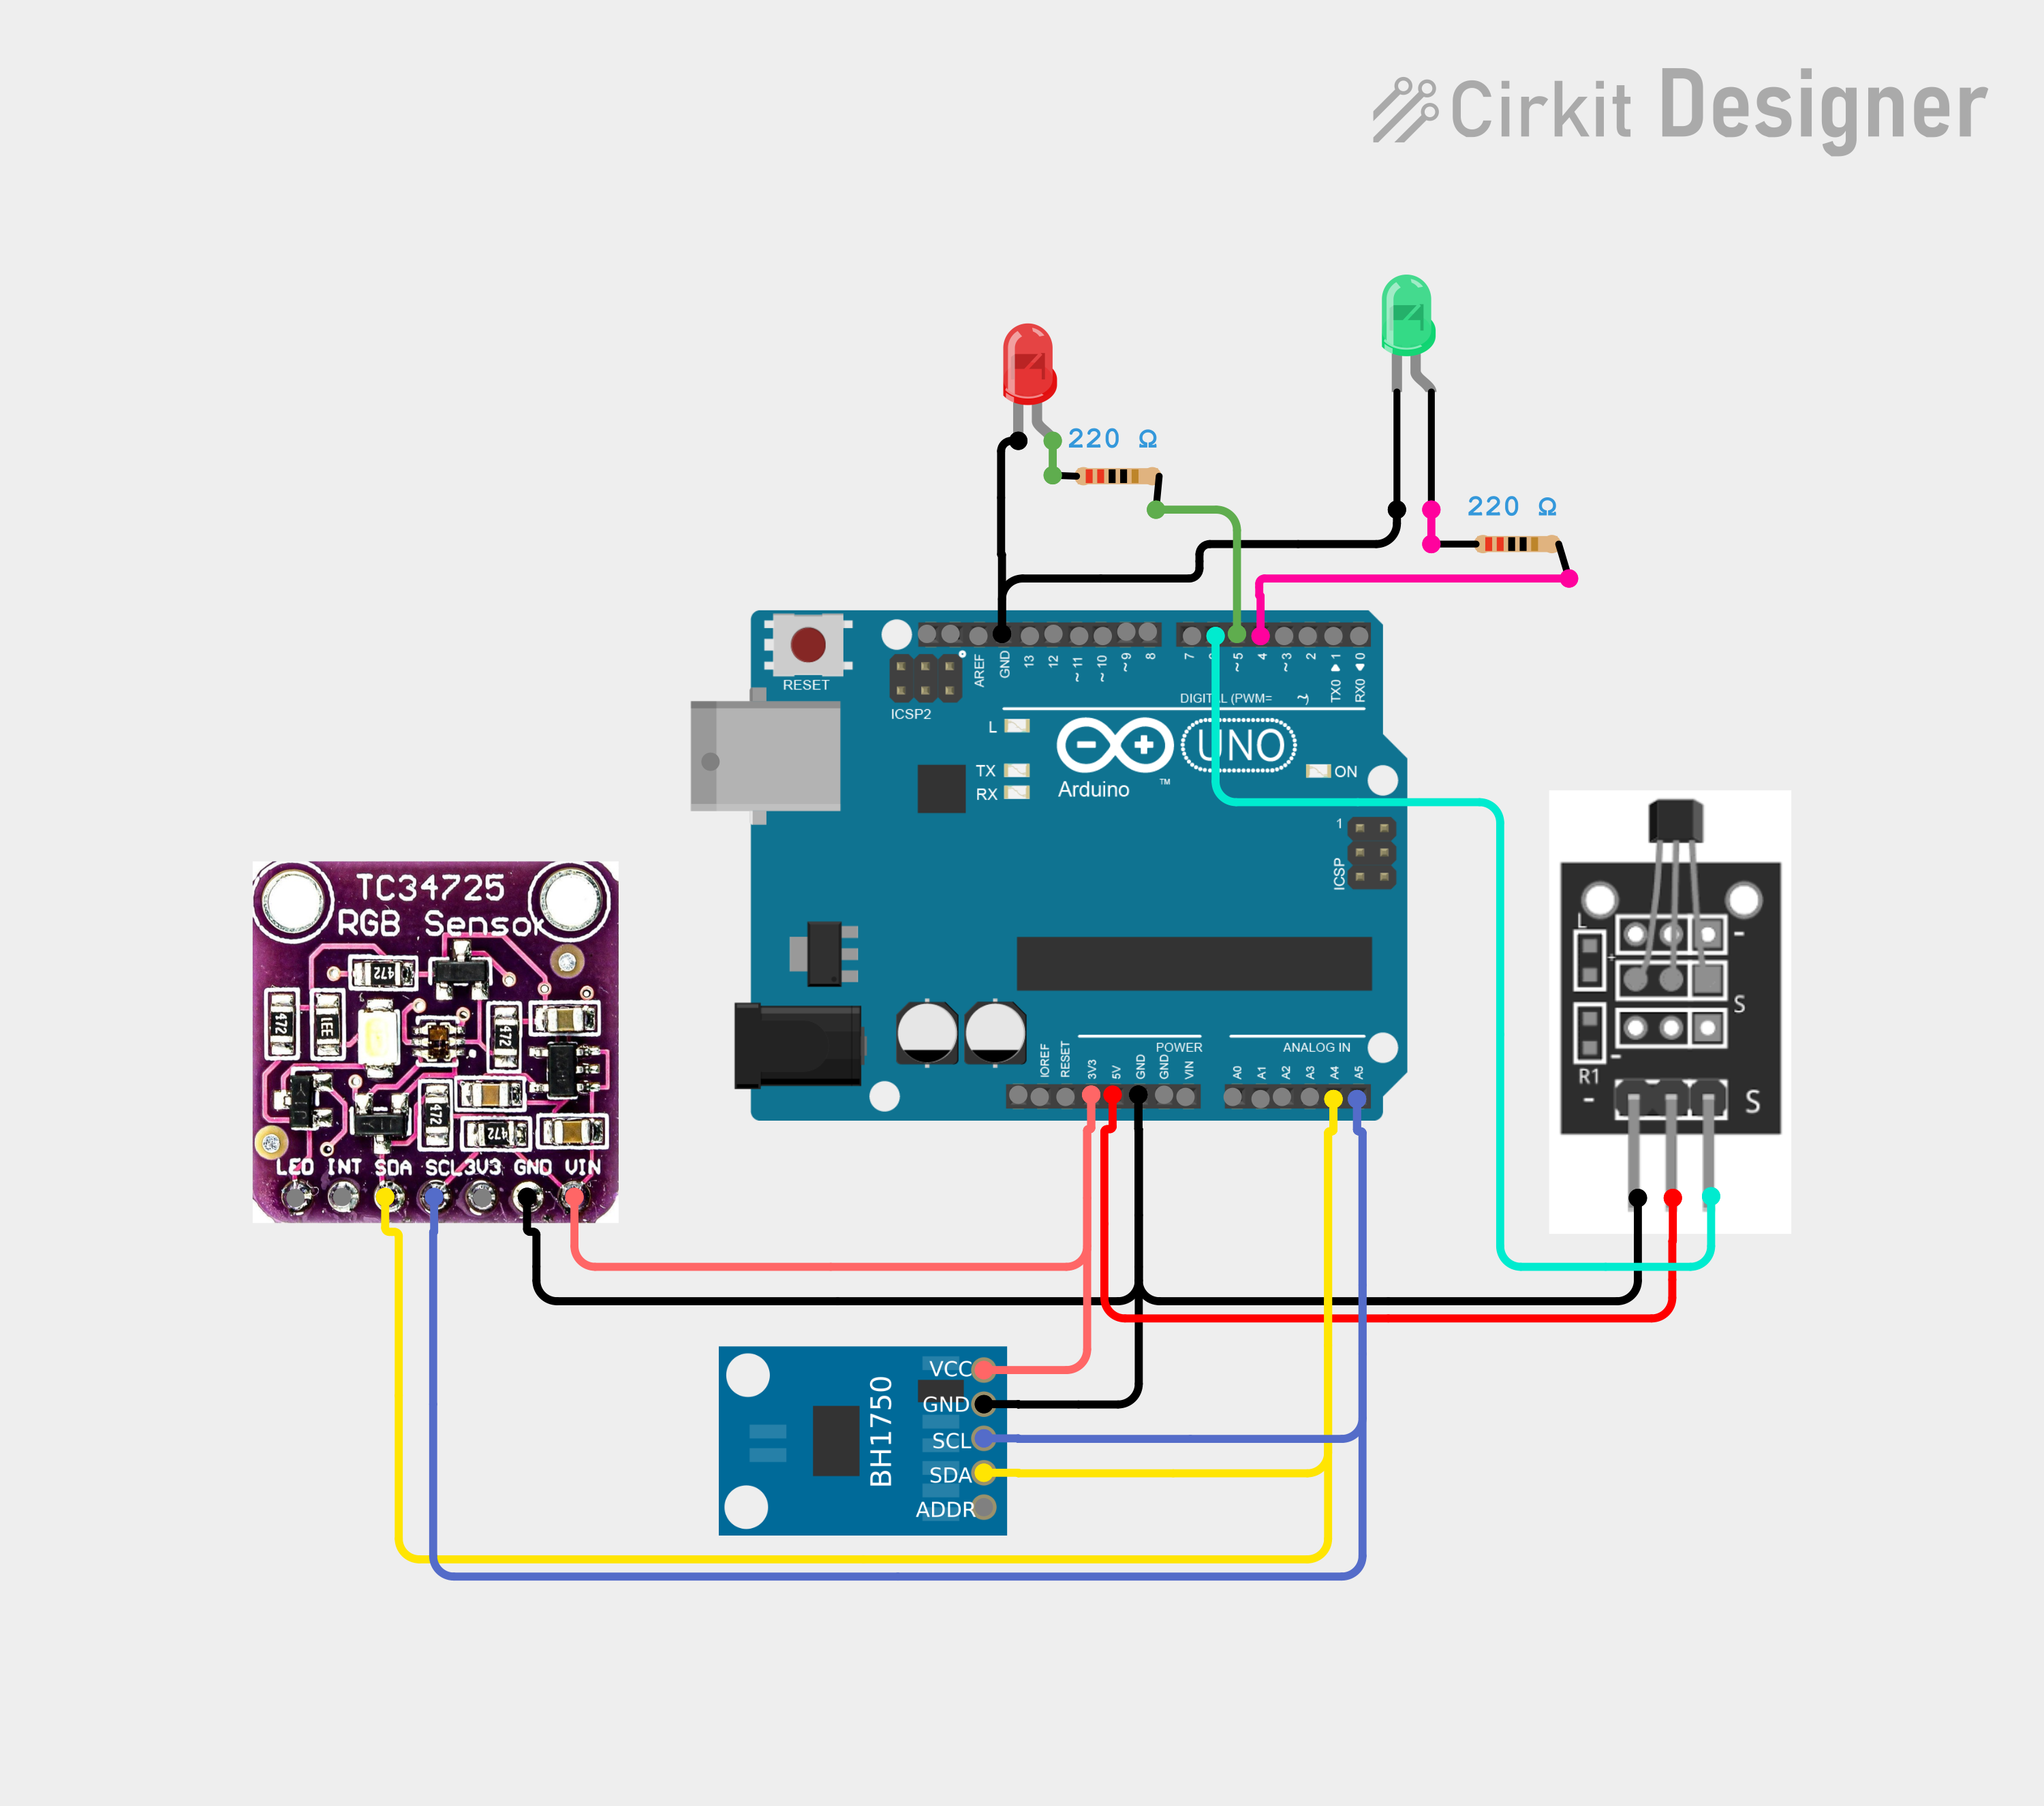 Cirkit Designer
220 Ω
220 Ω
RESET
ICSP2
AREF
GND
13
12
~ 11
~ 10
~ 9
8
7
~ 5
4
~ 3
2
TX0 ▶ 1
RX0 ◀ 0
DIGITAL (PWM= ~)
L
TX
RX
UNO
Arduino
™
ON
1
ICSP
IOREF
RESET
3V3
5V
GND
GND
VIN
POWER
A0
A1
A2
A3
A4
A5
ANALOG IN
TC34725
RGB Sensor
472
472
472
472
472
LED
INT
SDA
SCL
3V3
GND
VIN
L
-
+
S
-
R1
-
S
BH1750
VCC
GND
SCL
SDA
ADDR